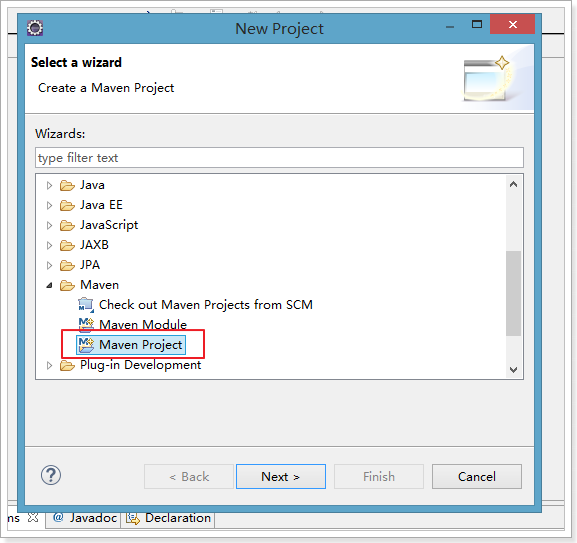 New Project
Select a wizard
Create a Maven Project
Wizards:
type filter text
Java
Java EE
JavaScript
JAXB
JPA
Maven
Check out Maven Projects from SCM
Maven Module
Maven Project
Plug-in Development
< Back
Next >
Finish
Cancel
ms
@ Javadoc
Declaration